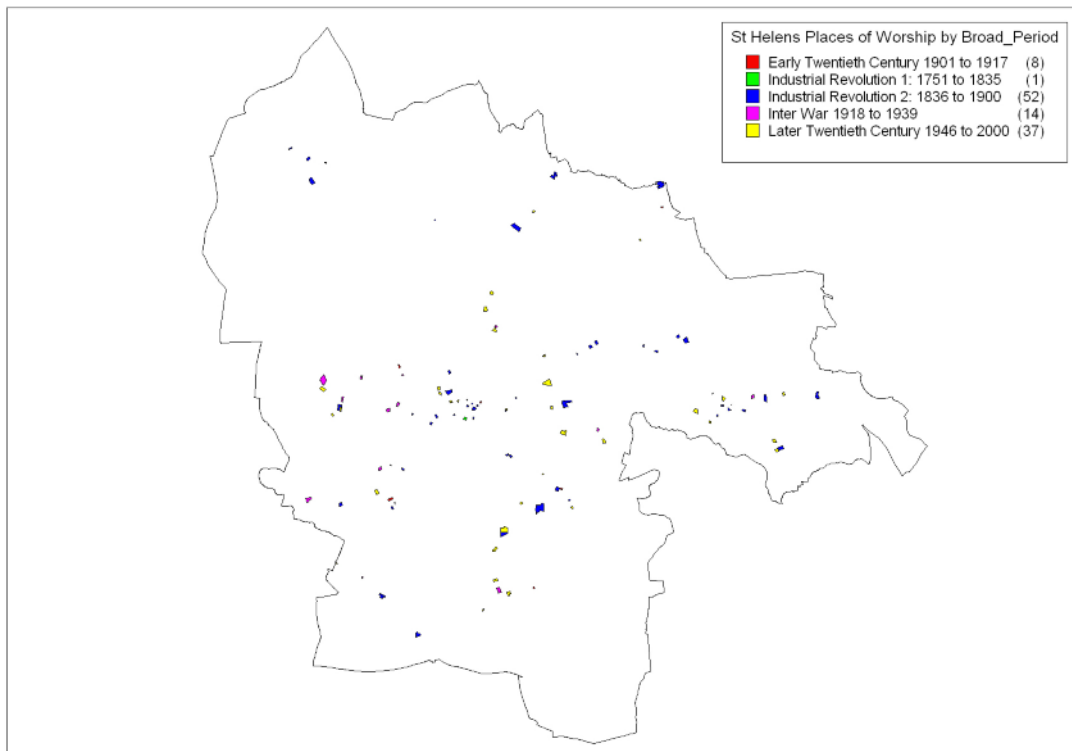 St Helens Places of Worship by Broad_Period
Early Twentieth Century 1901 to 1917 (8)
Industrial Revolution 1: 1751 to 1835 (1)
Industrial Revolution 2: 1836 to 1900 (52)
Inter War 1918 to 1939 (14)
Later Twentieth Century 1946 to 2000 (37)